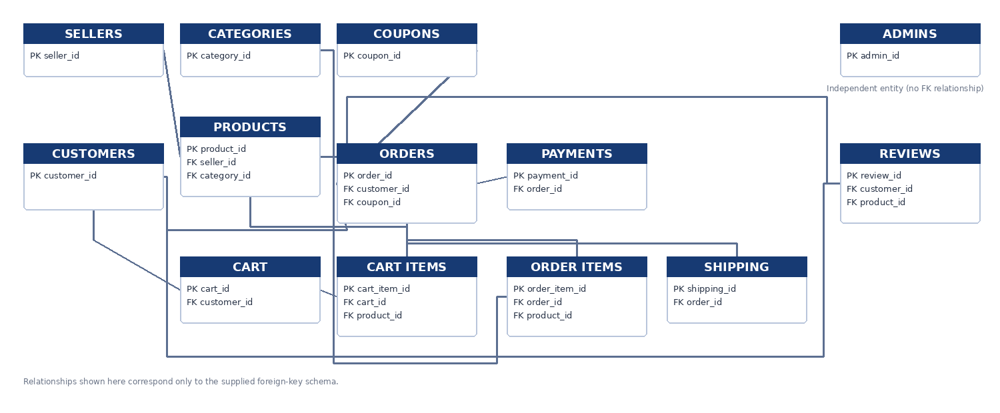 SELLERS
PK seller_id
CATEGORIES
PK category_id
COUPONS
PK coupon_id
ADMINS
PK admin_id
Independent entity (no FK relationship)
PRODUCTS
PK product_id
FK seller_id
FK category_id
CUSTOMERS
PK customer_id
ORDERS
PK order_id
FK customer_id
FK coupon_id
PAYMENTS
PK payment_id
FK order_id
REVIEWS
PK review_id
FK customer_id
FK product_id
CART
PK cart_id
FK customer_id
CART ITEMS
PK cart_item_id
FK cart_id
FK product_id
ORDER ITEMS
PK order_item_id
FK order_id
FK product_id
SHIPPING
PK shipping_id
FK order_id
Relationships shown here correspond only to the supplied foreign-key schema.